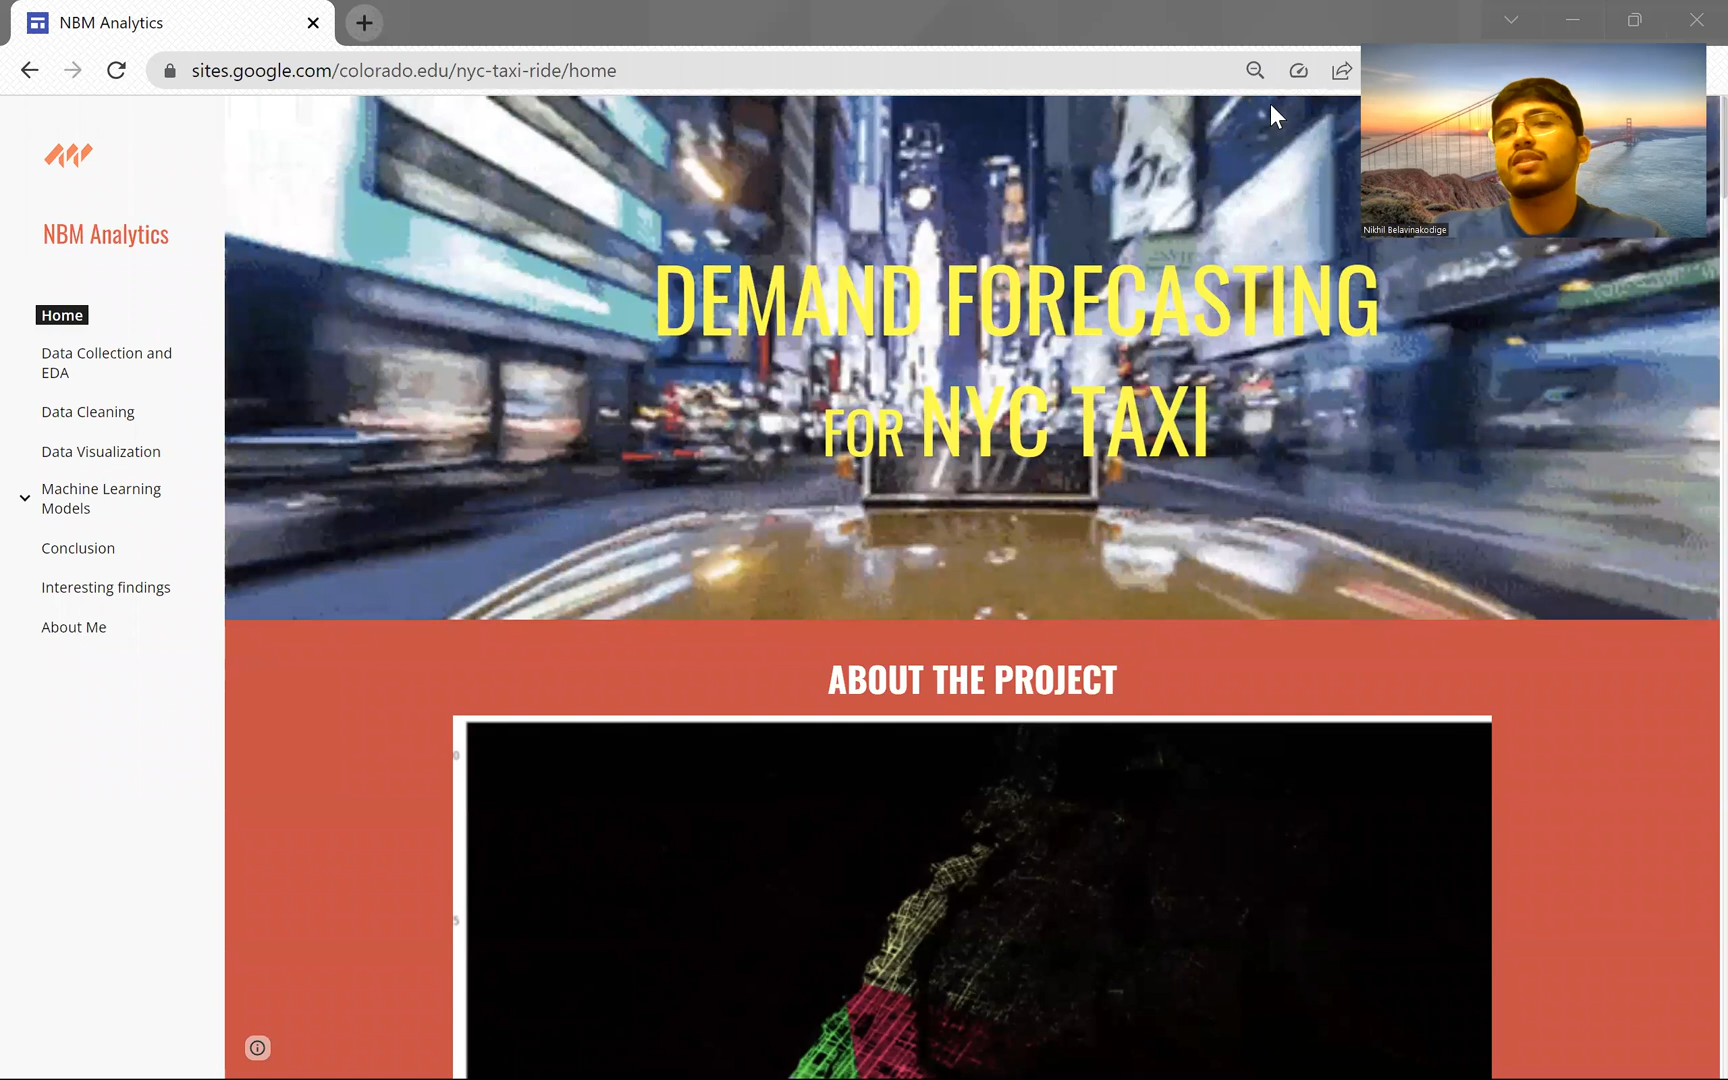 NBM Analytics
sites.google.com/colorado.edu/nyc-taxi-ride/home
Nikhil Belavinakodige
NBM Analytics
Home
Data Collection and
EDA
Data Cleaning
Data Visualization
Machine Learning
Models
Conclusion
Interesting findings
About Me
DEMAND FORECASTING
FOR NYC TAXI
ABOUT THE PROJECT
0
5